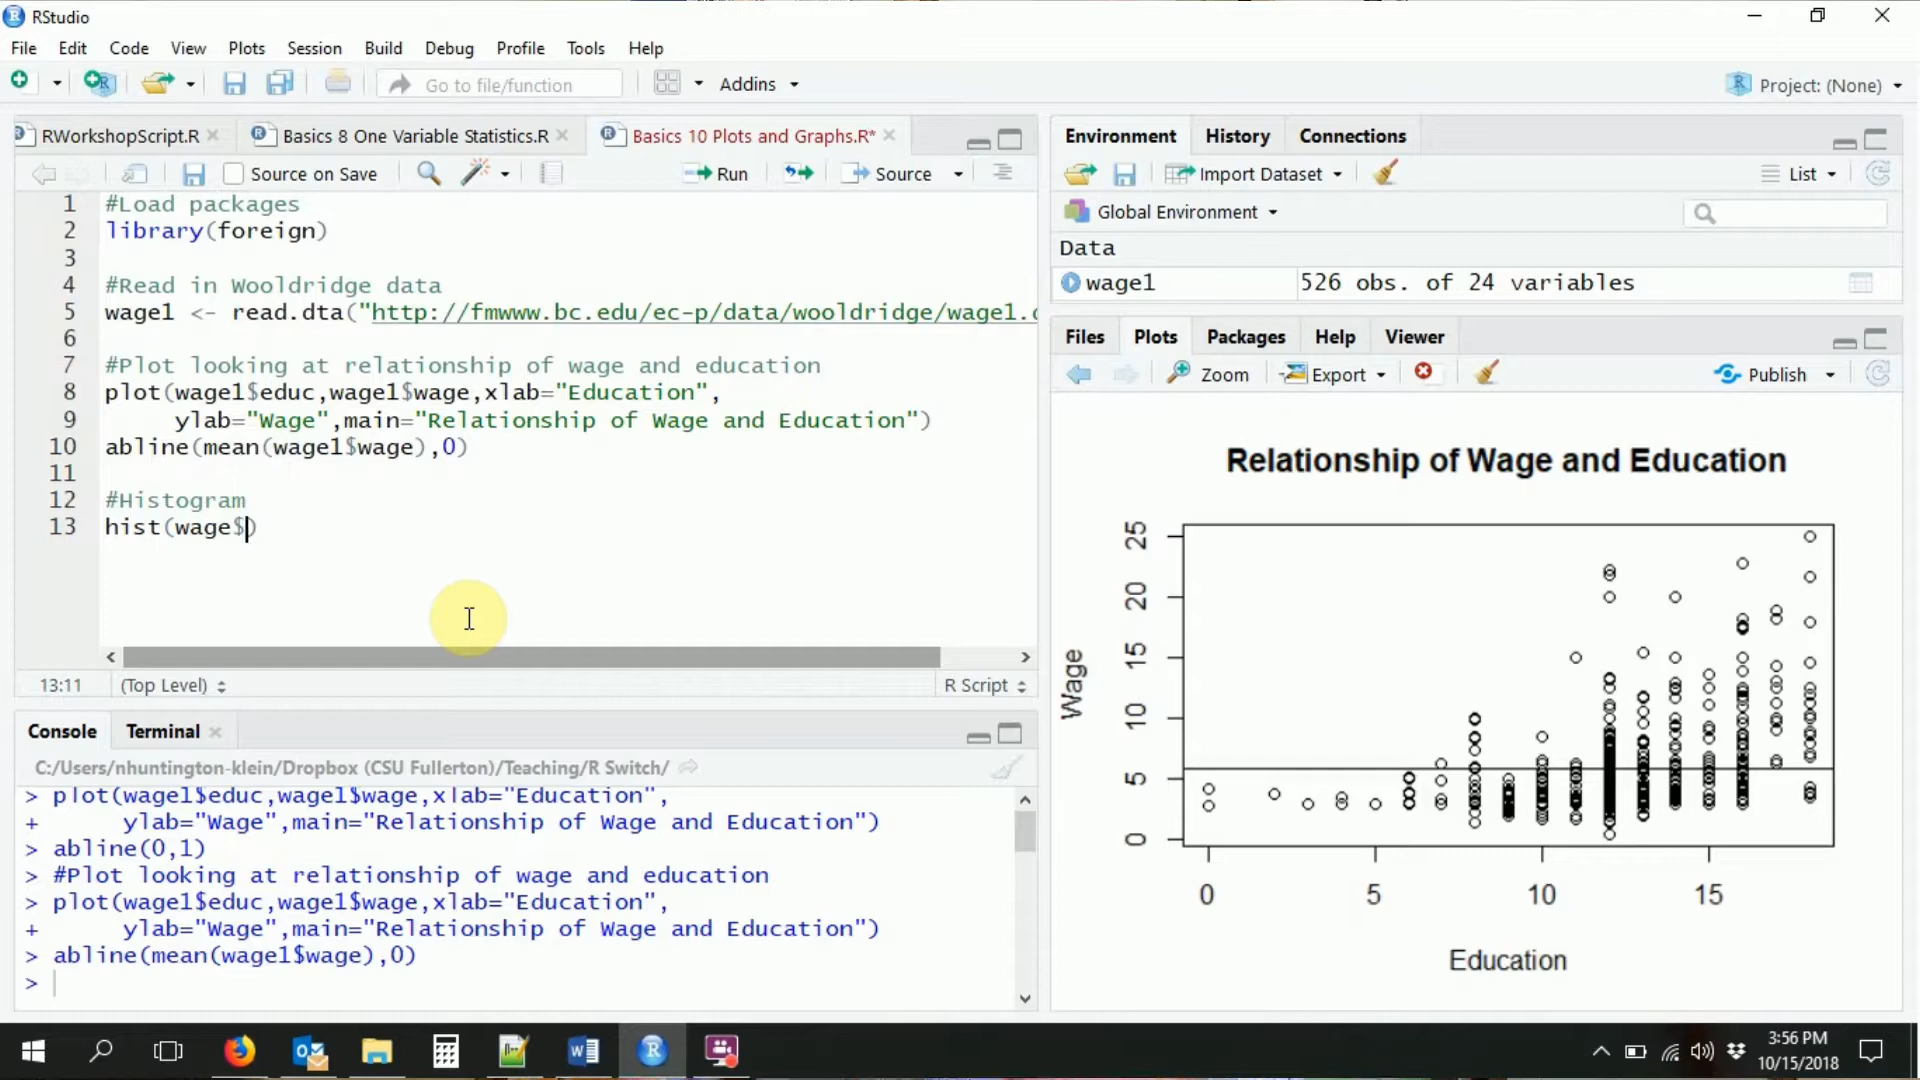 RStudio
File Edit Code View Plots Session Build Debug Profile Tools Help
Go to file/function Addins Project: (None)
RWorkshopScript.R Basics 8 One Variable Statistics.R Basics 10 Plots and Graphs.R*
Source on Save Run Source
1 #Load packages
2 library(foreign)
3
4 #Read in Wooldridge data
5 wage1 <- read.dta("http://fmwww.bc.edu/ec-p/data/wooldridge/wage1.d
6
7 #Plot looking at relationship of wage and education
8 plot(wage1$educ,wage1$wage,xlab="Education",
9 ylab="Wage",main="Relationship of Wage and Education")
10 abline(mean(wage1$wage),0)
11
12 #Histogram
13 hist(wage$)
13:11 (Top Level) R Script
Console Terminal
C:/Users/nhuntington-klein/Dropbox (CSU Fullerton)/Teaching/R Switch/
> plot(wage1$educ,wage1$wage,xlab="Education",
+ ylab="Wage",main="Relationship of Wage and Education")
> abline(0,1)
> #Plot looking at relationship of wage and education
> plot(wage1$educ,wage1$wage,xlab="Education",
+ ylab="Wage",main="Relationship of Wage and Education")
> abline(mean(wage1$wage),0)
>
Environment History Connections
Import Dataset List
Global Environment
Data
wage1 526 obs. of 24 variables
Files Plots Packages Help Viewer
Zoom Export Publish
Relationship of Wage and Education
25
20
15
10
5
0
Wage
0 5 10 15
Education
3:56 PM
10/15/2018